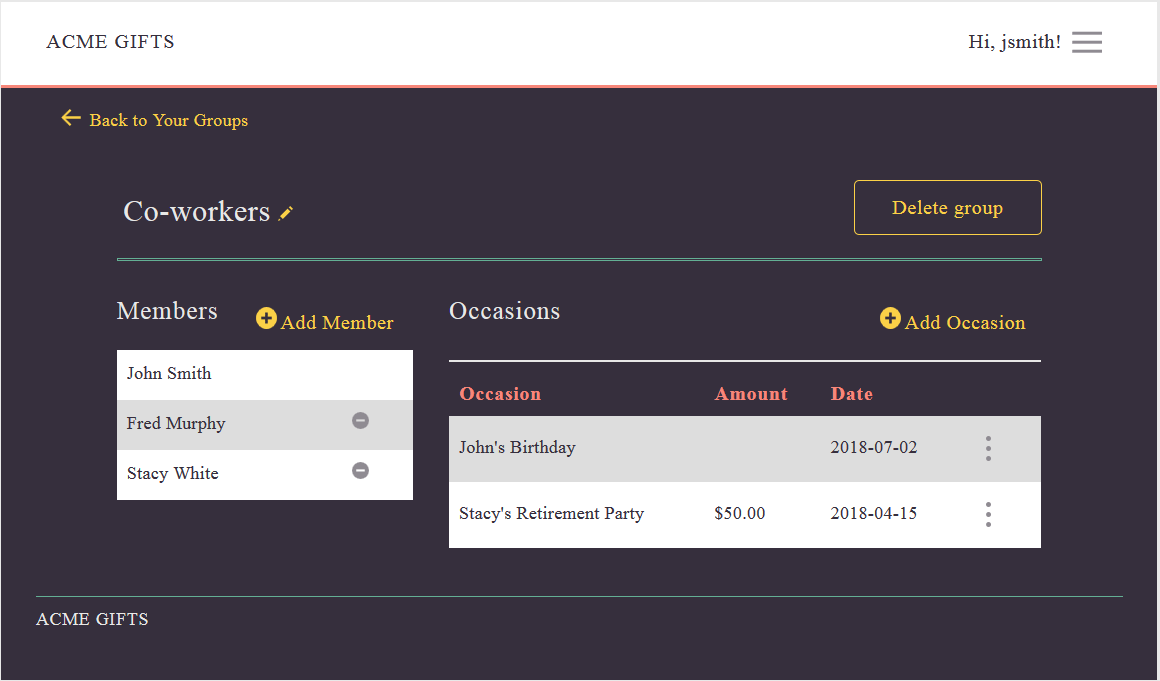 ACME GIFTS
Hi, jsmith!
Back to Your Groups
Co-workers
Delete group
Members
Add Member
John Smith
Fred Murphy
Stacy White
Occasions
Add Occasion
Occasion Amount Date
John's Birthday 2018-07-02
Stacy's Retirement Party $50.00 2018-04-15
ACME GIFTS